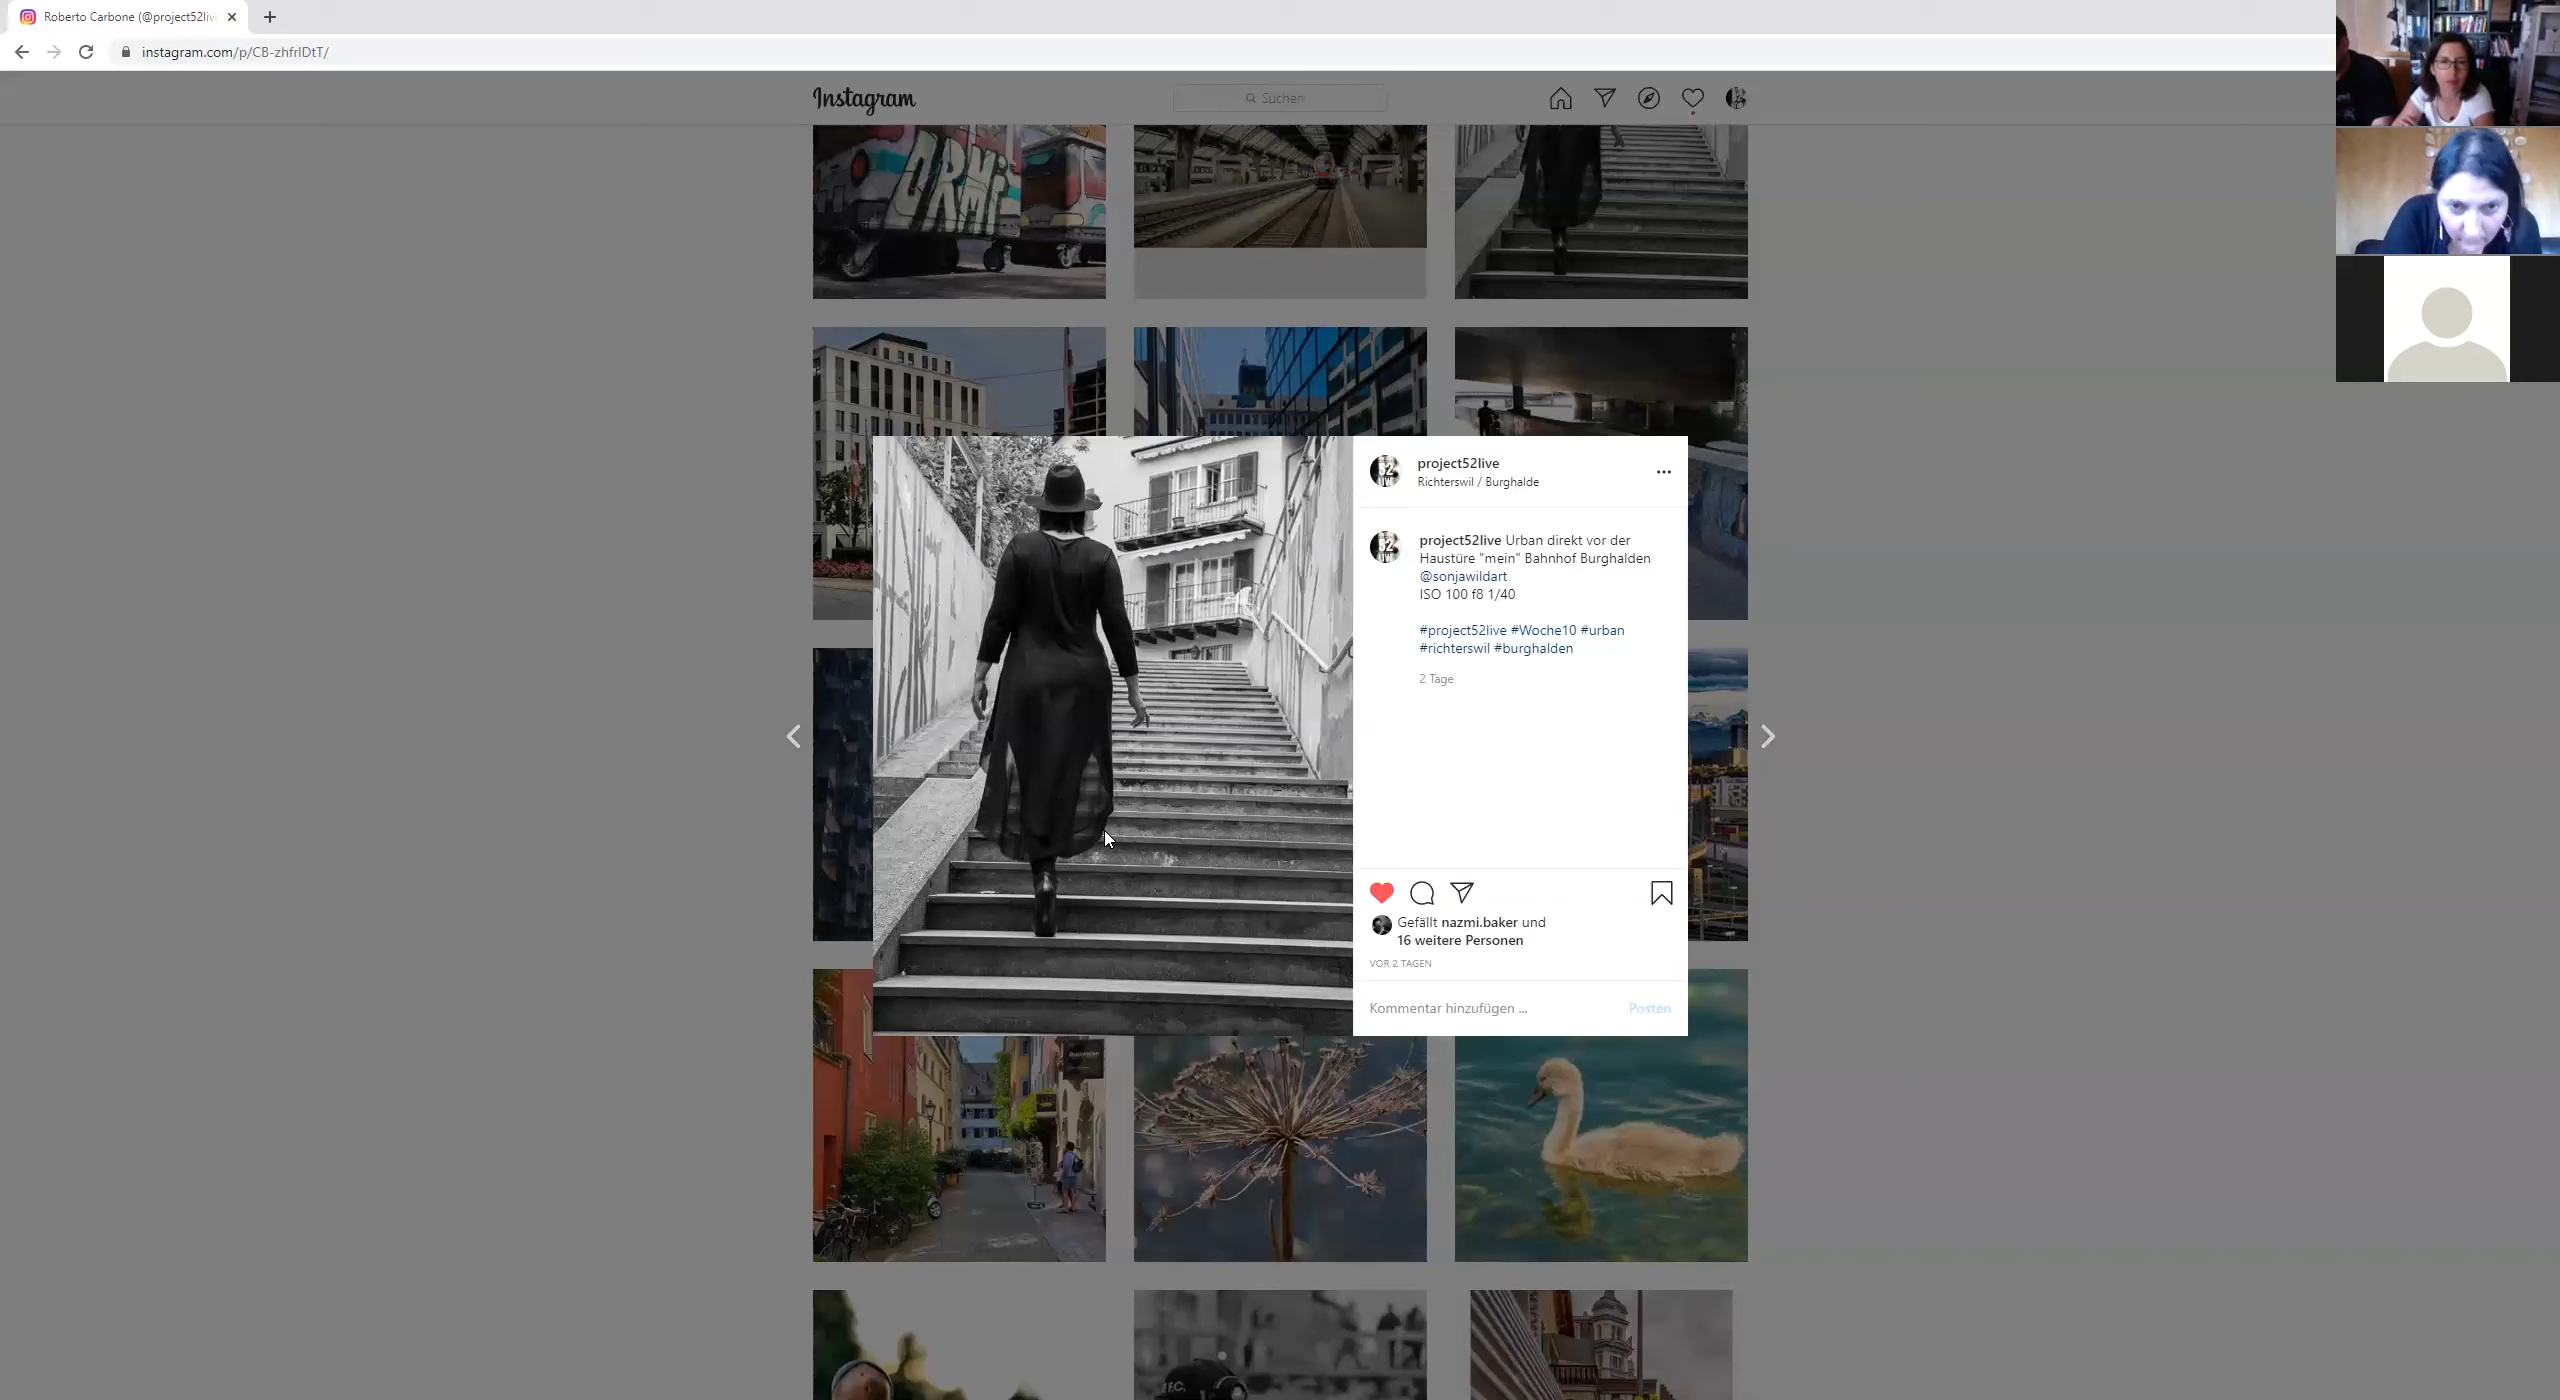 Roberto Carbone (@project52liv
instagram.com/p/CB-zhfrlDtT/
Instagram
Suchen
project52live
Richterswil / Burghalde
project52live Urban direkt vor der
Haustüre "mein" Bahnhof Burghalden
@sonjawildart
ISO 100 f8 1/40
#project52live #Woche10 #urban
#richterswil #burghalden
2 Tage
Gefällt nazmi.baker und
16 weitere Personen
VOR 2 TAGEN
Kommentar hinzufügen ...
Posten